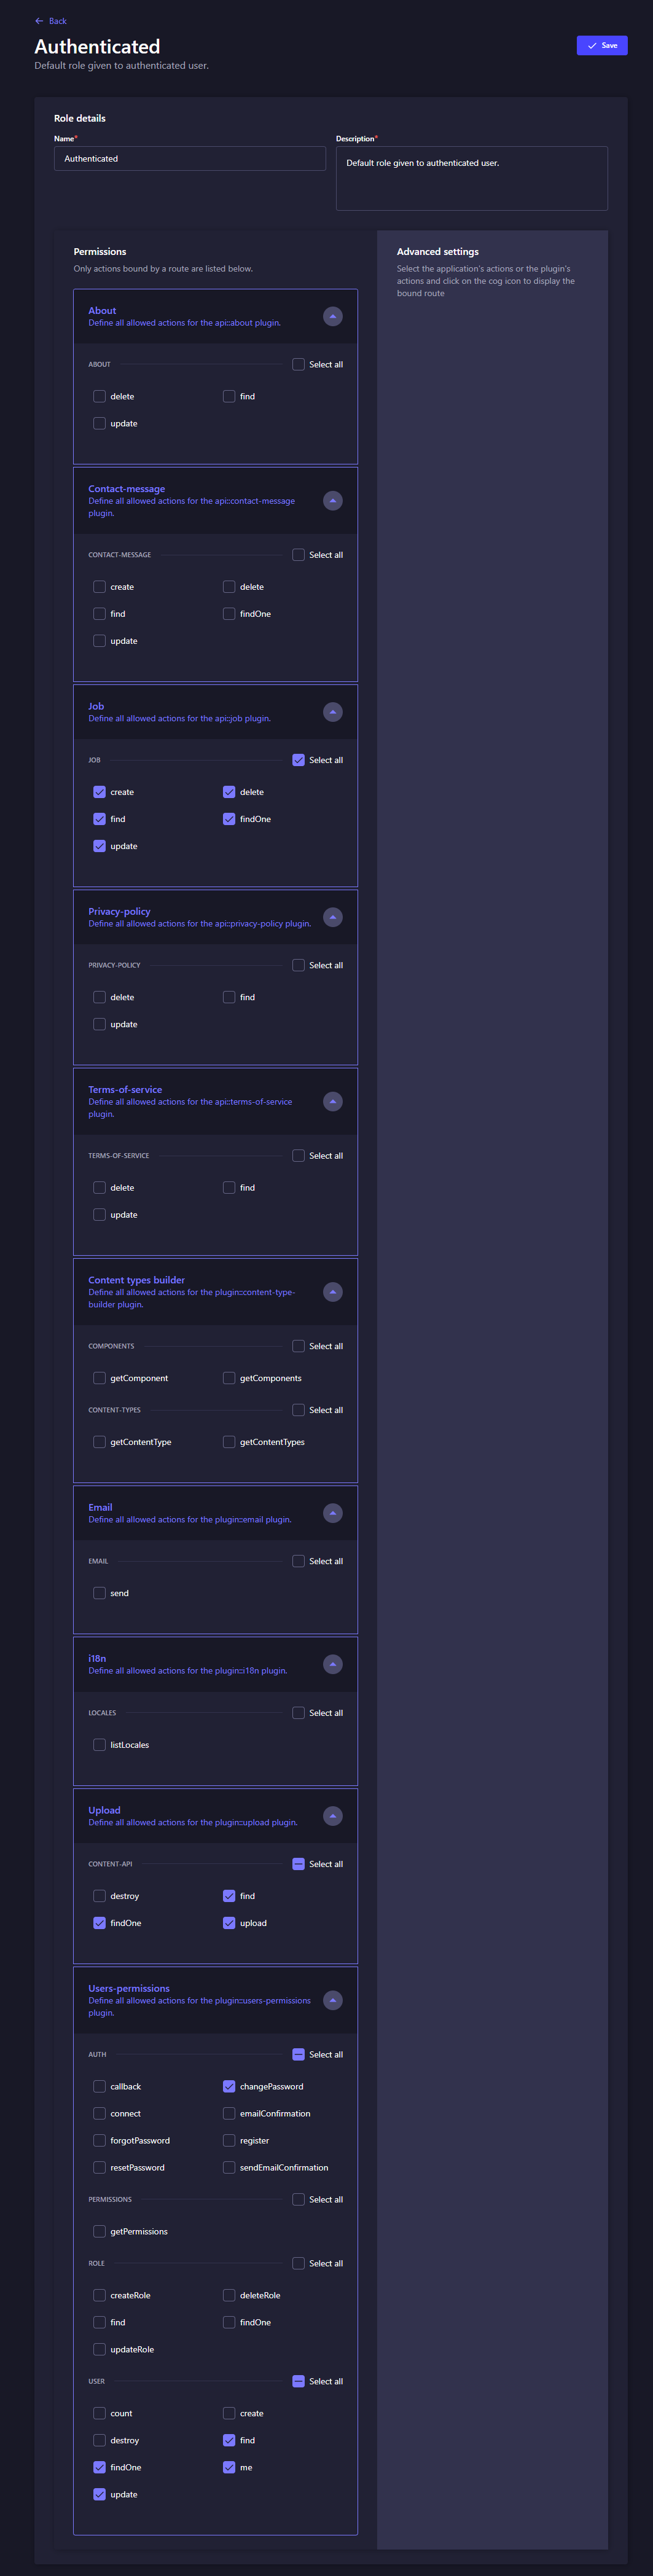 Back
Authenticated
Save
Default role given to authenticated user.
Role details
Name*
Description*
Authenticated
Default role given to authenticated user.
Permissions
Only actions bound by a route are listed below.
Advanced settings
Select the application's actions or the plugin's
actions and click on the cog icon to display the
bound route
About
Define all allowed actions for the api::about plugin.
ABOUT
Select all
delete
find
update
Contact-message
Define all allowed actions for the api::contact-message
plugin.
CONTACT-MESSAGE
Select all
create
delete
find
findOne
update
Job
Define all allowed actions for the api::job plugin.
JOB
Select all
create
delete
find
findOne
update
Privacy-policy
Define all allowed actions for the api::privacy-policy plugin.
PRIVACY-POLICY
Select all
delete
find
update
Terms-of-service
Define all allowed actions for the api::terms-of-service
plugin.
TERMS-OF-SERVICE
Select all
delete
find
update
Content types builder
Define all allowed actions for the plugin::content-type-
builder plugin.
COMPONENTS
Select all
getComponent
getComponents
CONTENT-TYPES
Select all
getContentType
getContentTypes
Email
Define all allowed actions for the plugin::email plugin.
EMAIL
Select all
send
i18n
Define all allowed actions for the plugin::i18n plugin.
LOCALES
Select all
listLocales
Upload
Define all allowed actions for the plugin::upload plugin.
CONTENT-API
Select all
destroy
find
findOne
upload
Users-permissions
Define all allowed actions for the plugin::users-permissions
plugin.
AUTH
Select all
callback
changePassword
connect
emailConfirmation
forgotPassword
register
resetPassword
sendEmailConfirmation
PERMISSIONS
Select all
getPermissions
ROLE
Select all
createRole
deleteRole
find
findOne
updateRole
USER
Select all
count
create
destroy
find
findOne
me
update